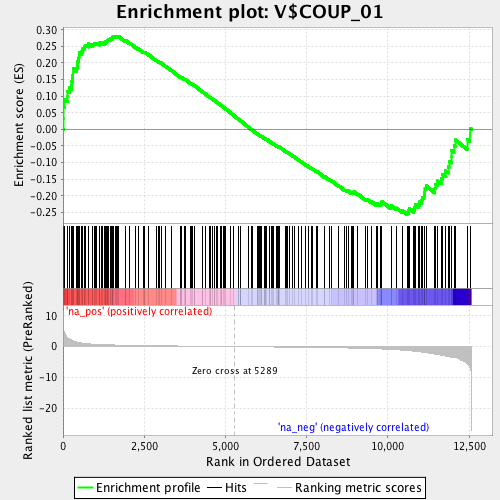 Enrichment plot: V$COUP_01
Enrichment score (ES)
0.30
0.25
0.20
0.15
0.10
0.05
0.00
-0.05
-0.10
-0.15
-0.20
-0.25
'na_pos' (positively correlated)
Ranked list metric (PreRanked)
10
5
0
-5
-10
-15
-20
Zero cross at 5289
'na_neg' (negatively correlated)
0
2,500
5,000
7,500
10,000
12,500
Rank in Ordered Dataset
Enrichment profile
Hits
Ranking metric scores